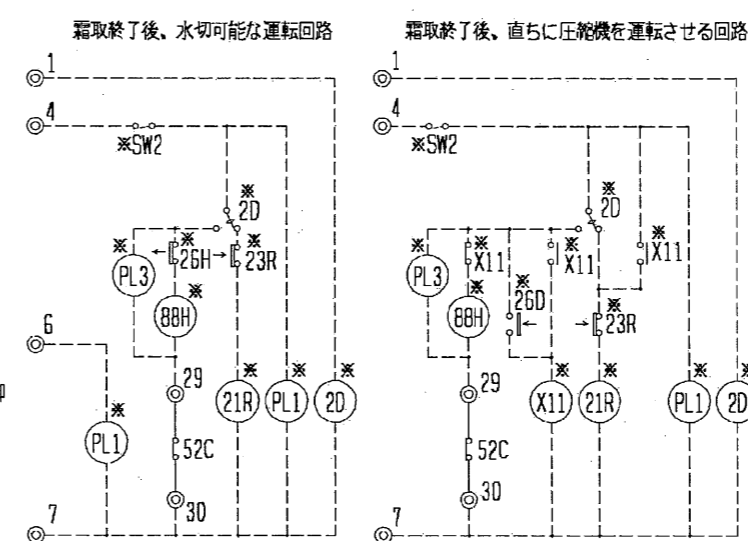 霜取終了後、水切可能な運転回路
1
4
※SW2
※
2D
※
※
26H
※
23R
PL3
※
88H
6
29
※
※
※
※
21R
PL1
2D
PL1
52C
30
7
霜取終了後、直ちに圧縮機を運転させる回路
1
4
※SW2
※
2D
※
X11
※
※
X11
※
X11
PL3
※
26D
※
88H
※
23R
29
※
※
※
※
X11
21R
PL1
2D
52C
30
7